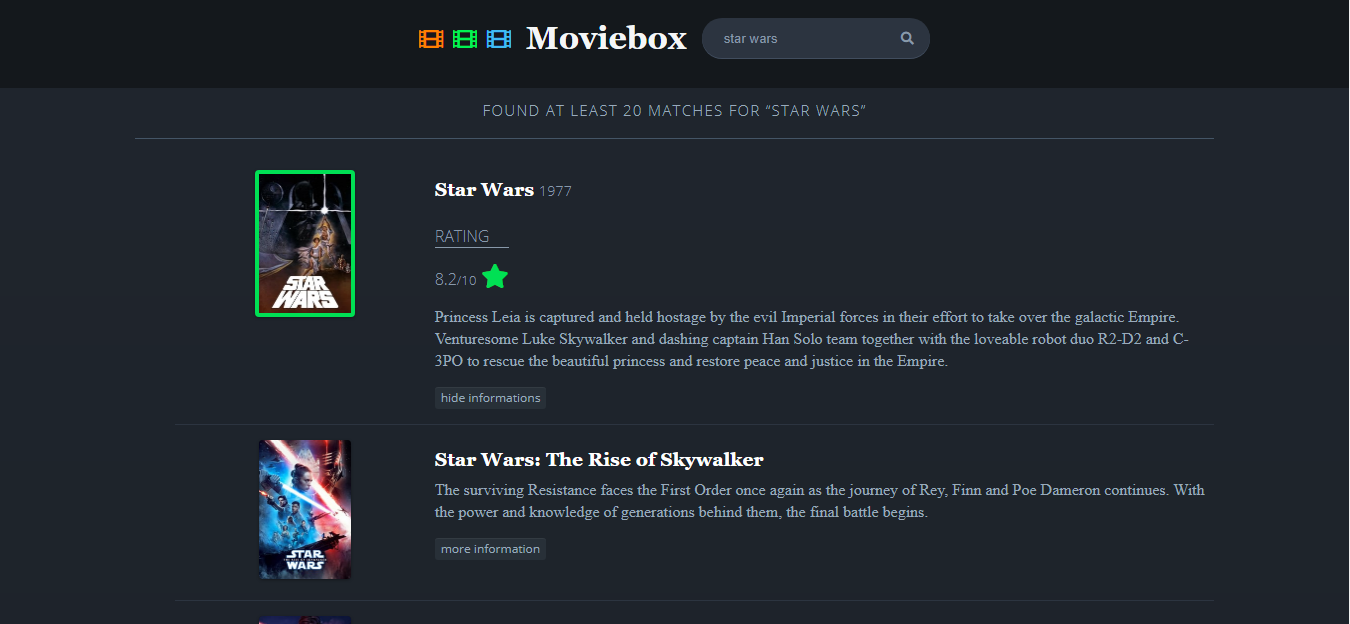 Moviebox
star wars
FOUND AT LEAST 20 MATCHES FOR “STAR WARS”
STAR
WARS
Star Wars 1977
RATING
8.2/10
Princess Leia is captured and held hostage by the evil Imperial forces in their effort to take over the galactic Empire.
Venturesome Luke Skywalker and dashing captain Han Solo team together with the loveable robot duo R2-D2 and C-
3PO to rescue the beautiful princess and restore peace and justice in the Empire.
hide informations
STAR
WARS
Star Wars: The Rise of Skywalker
The surviving Resistance faces the First Order once again as the journey of Rey, Finn and Poe Dameron continues. With
the power and knowledge of generations behind them, the final battle begins.
more information